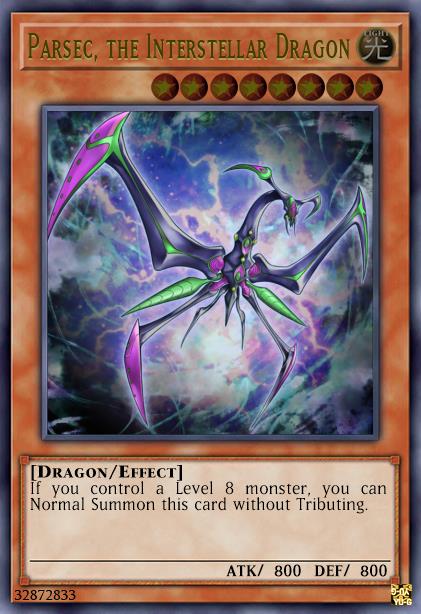 PARSEC, THE INTERSTELLAR DRAGON
LIGHT
光
[DRAGON/EFFECT]
If you control a Level 8 monster, you can
Normal Summon this card without Tributing.
ATK/ 800 DEF/ 800
32872833